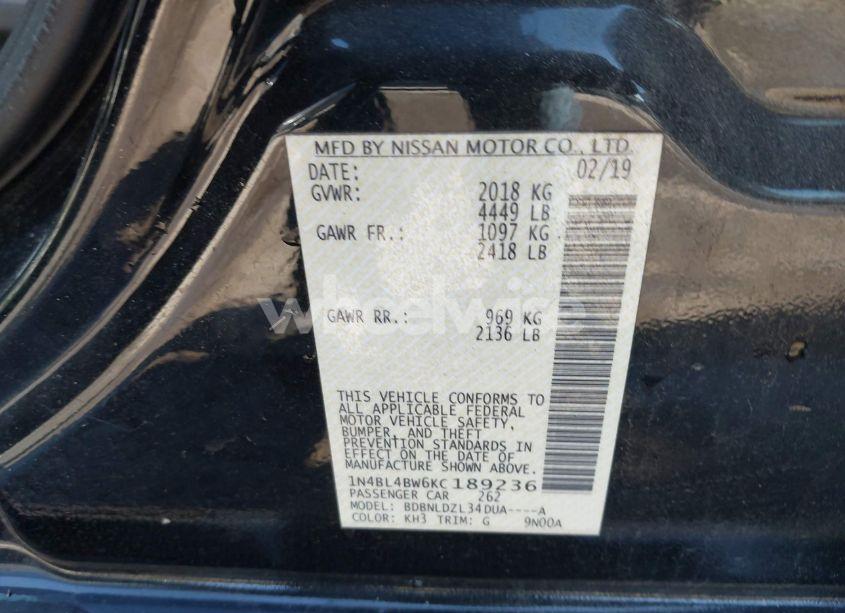 MFD BY NISSAN MOTOR CO., LTD.
DATE: 02/19
GVWR: 2018 KG
4449 LB
GAWR FR.: 1097 KG
2418 LB
wheelwise
GAWR RR.: 969 KG
2136 LB
THIS VEHICLE CONFORMS TO
ALL APPLICABLE FEDERAL
MOTOR VEHICLE SAFETY,
BUMPER, AND THEFT
PREVENTION STANDARDS IN
EFFECT ON THE DATE OF
MANUFACTURE SHOWN ABOVE.
1N4BL4BW6KC189236
PASSENGER CAR 262
MODEL: BDBNLDZL34DUA----A
COLOR: KH3 TRIM: G 9N00A